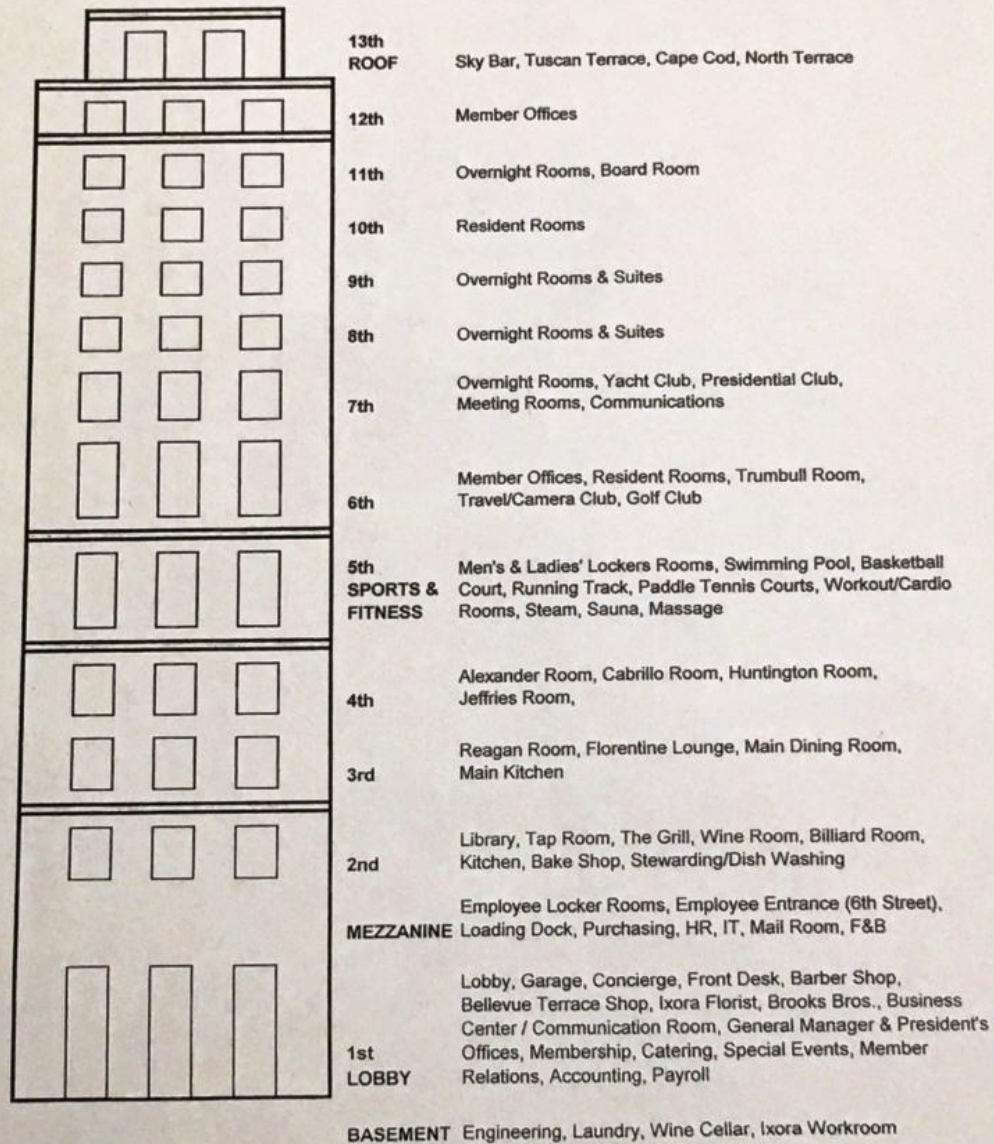 13th
ROOF Sky Bar, Tuscan Terrace, Cape Cod, North Terrace
12th Member Offices
11th Overnight Rooms, Board Room
10th Resident Rooms
9th Overnight Rooms & Suites
8th Overnight Rooms & Suites
Overnight Rooms, Yacht Club, Presidential Club,
7th Meeting Rooms, Communications
Member Offices, Resident Rooms, Trumbull Room,
6th Travel/Camera Club, Golf Club
5th Men's & Ladies' Lockers Rooms, Swimming Pool, Basketball
SPORTS & Court, Running Track, Paddle Tennis Courts, Workout/Cardio
FITNESS Rooms, Steam, Sauna, Massage
Alexander Room, Cabrillo Room, Huntington Room,
4th Jeffries Room,
Reagan Room, Florentine Lounge, Main Dining Room,
3rd Main Kitchen
Library, Tap Room, The Grill, Wine Room, Billiard Room,
2nd Kitchen, Bake Shop, Stewarding/Dish Washing
Employee Locker Rooms, Employee Entrance (6th Street),
MEZZANINE Loading Dock, Purchasing, HR, IT, Mail Room, F&B
Lobby, Garage, Concierge, Front Desk, Barber Shop,
Bellevue Terrace Shop, Ixora Florist, Brooks Bros., Business
Center / Communication Room, General Manager & President's
1st Offices, Membership, Catering, Special Events, Member
LOBBY Relations, Accounting, Payroll
BASEMENT Engineering, Laundry, Wine Cellar, Ixora Workroom